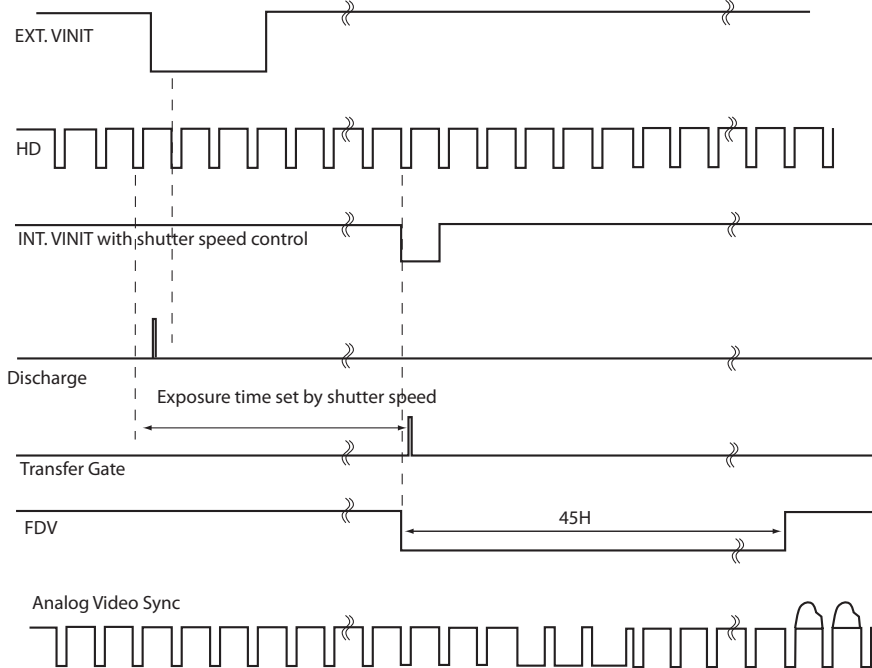 EXT. VINIT
HD
INT. VINIT with shutter speed control
Discharge
Exposure time set by shutter speed
Transfer Gate
FDV
45H
Analog Video Sync